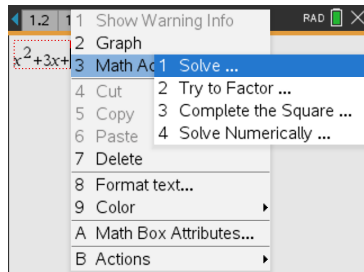 1.2 1
RAD
x²+3x+
1 Show Warning Info
2 Graph
3 Math Ac
4 Cut
5 Copy
6 Paste
7 Delete
8 Format text...
9 Color
A Math Box Attributes...
B Actions
1 Solve ...
2 Try to Factor ...
3 Complete the Square ...
4 Solve Numerically ...